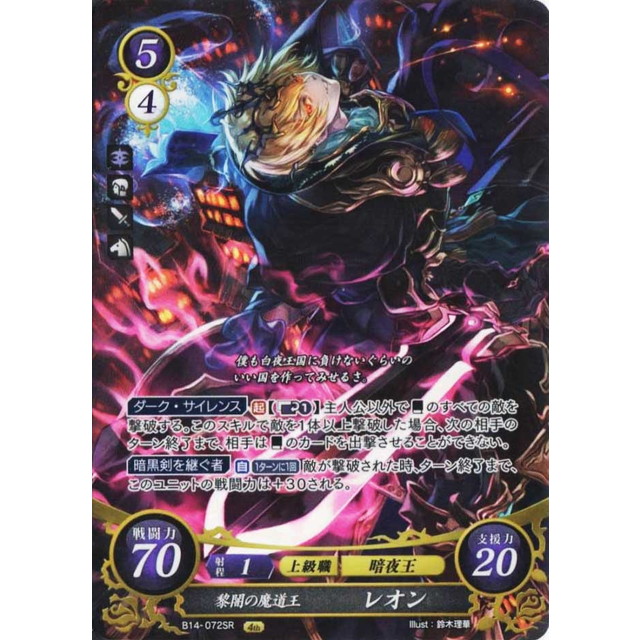 5
4
僕も白夜王国に負けないぐらいの
いい国を作ってみせるさ。
ダーク・サイレンス 起 【1】主人公以外で のすべての敵を
撃破する。このスキルで敵を1体以上撃破した場合、次の相手の
ターン終了まで、相手は のカードを出撃させることができない。
暗黒剣を継ぐ者 自 1ターンに1回 敵が撃破された時、ターン終了まで、
このユニットの戦闘力は+30される。
戦闘力 70
射程 1
上級職
暗夜王
支援力 20
黎闇の魔道王 レオン
B14-072SR 4th Illust:鈴木理華